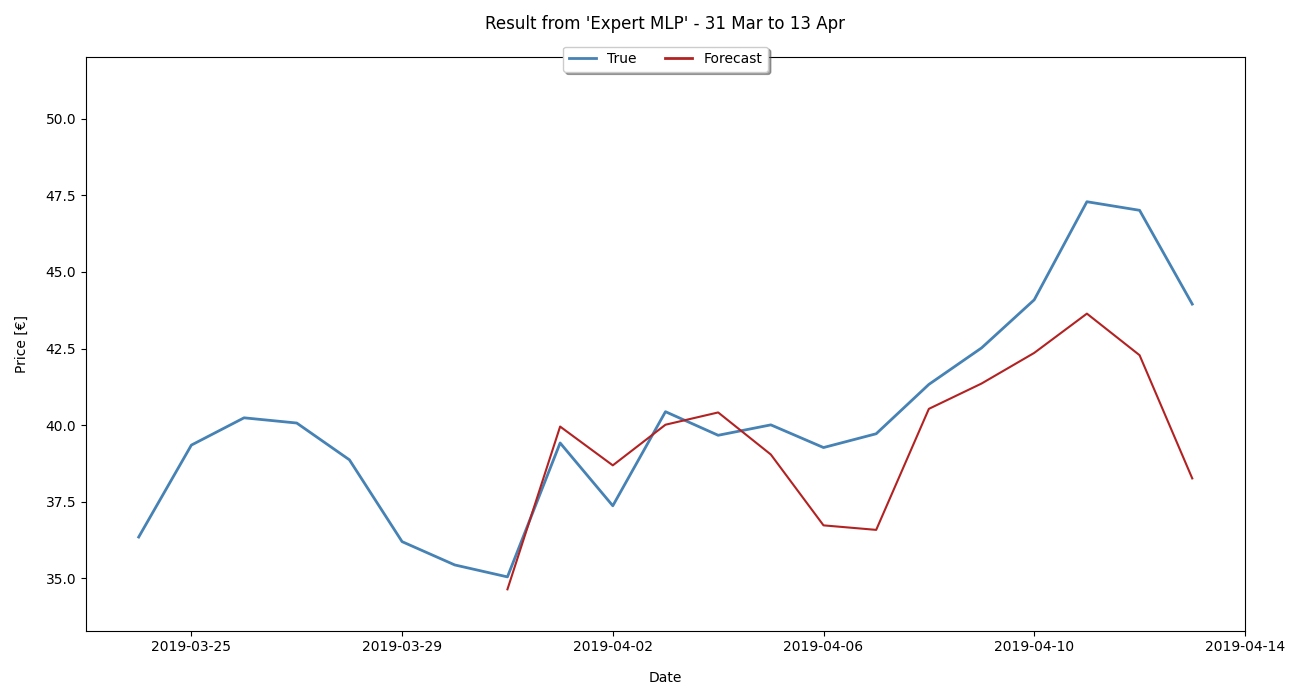 Result from 'Expert MLP' - 31 Mar to 13 Apr
True Forecast
50.0
47.5
45.0
42.5
40.0
37.5
35.0
Price [€]
2019-03-25 2019-03-29 2019-04-02 2019-04-06 2019-04-10 2019-04-14
Date